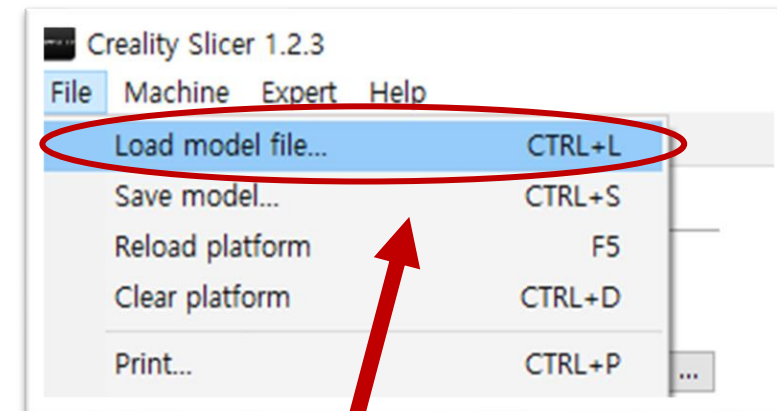 Creality Slicer 1.2.3
File Machine Expert Help
Load model file... CTRL+L
Save model... CTRL+S
Reload platform F5
Clear platform CTRL+D
Print... CTRL+P
...